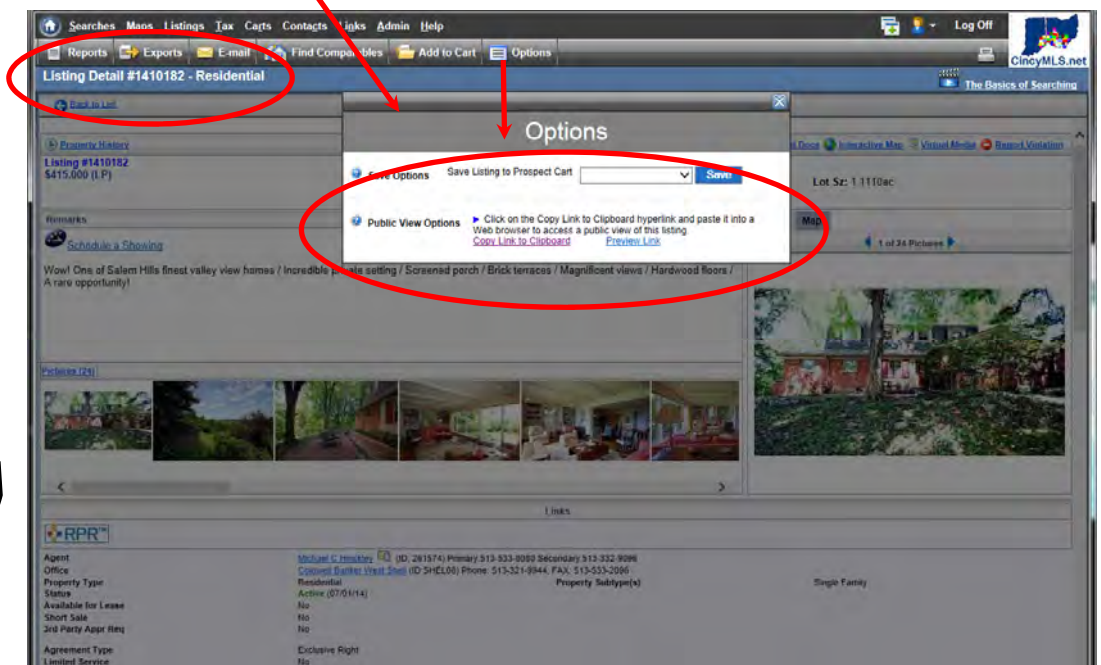 Searches Maps Listings Tax Carts Contacts Links Admin Help Log Off
Reports Exports E-mail Find Comparables Add to Cart Options
CincyMLS.net
Listing Detail #1410182 - Residential
The Basics of Searching
Back to List
Options
Property History
Docs Interactive Map Virtual Media Report Violation
Listing #1410182
$415,000 (LP)
Save Options Save Listing to Prospect Cart Save
Lot Sz: 1.1110ac
Remarks
Public View Options Click on the Copy Link to Clipboard hyperlink and paste it into a
Web browser to access a public view of this listing.
Copy Link to Clipboard Preview Link
Map
Schedule a Showing
1 of 24 Pictures
Wow! One of Salem Hills finest valley view homes / Incredible private setting / Screened porch / Brick terraces / Magnificent views / Hardwood floors /
A rare opportunity!
Pictures (24)
Links
RPR™
Agent Michael C Hinckley (ID: 261574) Primary 513-533-8080 Secondary 513-332-9096
Office Coldwell Banker West Shell (ID:SHEL08) Phone: 513-321-9944, FAX: 513-533-2096
Property Type Residential Property Subtype(s) Single Family
Status Active (07/01/14)
Available for Lease No
Short Sale No
3rd Party Appr Req No
Agreement Type Exclusive Right
Limited Service No